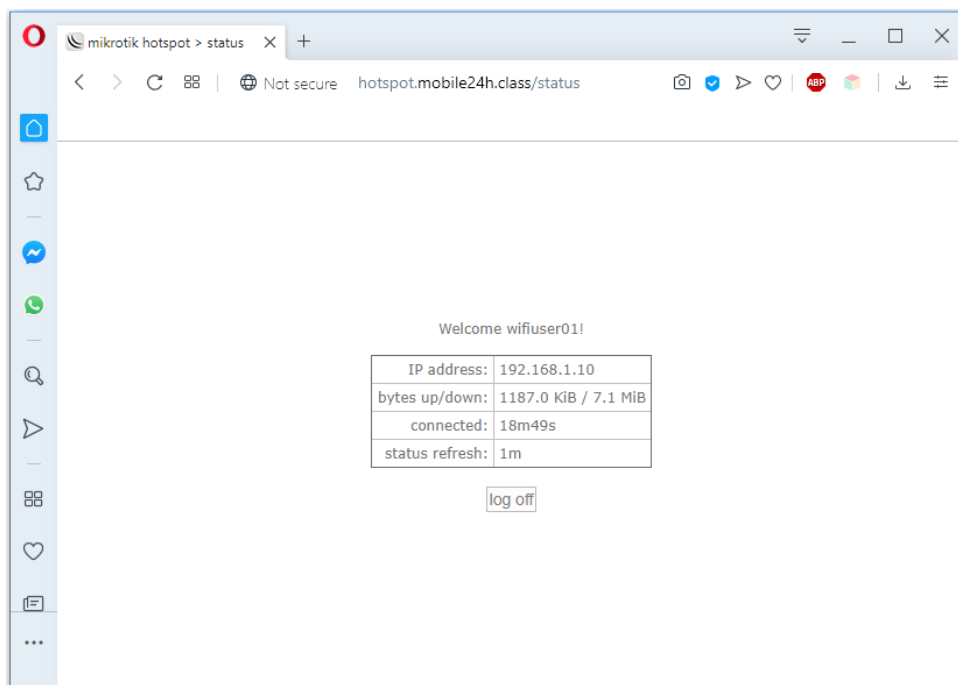 mikrotik hotspot > status
Not secure hotspot.mobile24h.class/status
ABP
Welcome wifiuser01!
IP address: 192.168.1.10
bytes up/down: 1187.0 KiB / 7.1 MiB
connected: 18m49s
status refresh: 1m
log off